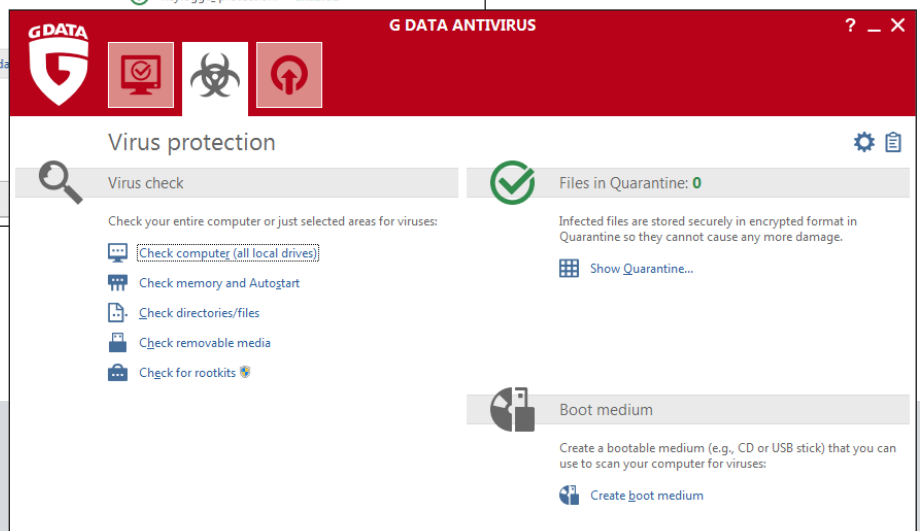 G DATA ANTIVIRUS
? _ X
G DATA
Virus protection
Virus check
Check your entire computer or just selected areas for viruses:
Check computer (all local drives)
Check memory and Autostart
Check directories/files
Check removable media
Check for rootkits
Files in Quarantine: 0
Infected files are stored securely in encrypted format in
Quarantine so they cannot cause any more damage.
Show Quarantine...
Boot medium
Create a bootable medium (e.g., CD or USB stick) that you can
use to scan your computer for viruses:
Create boot medium